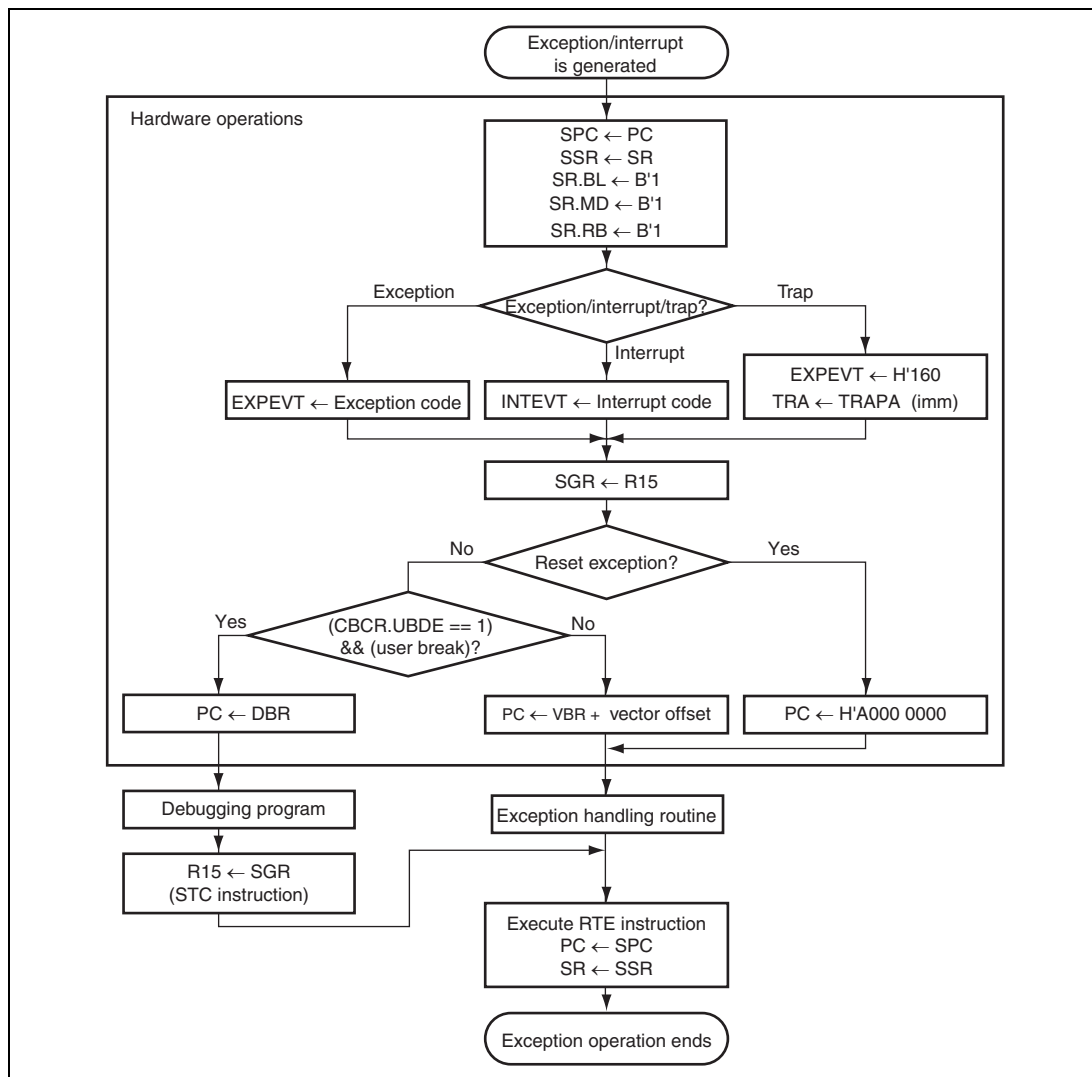 Exception/interrupt
is generated
Hardware operations
SPC ← PC
SSR ← SR
SR.BL ← B'1
SR.MD ← B'1
SR.RB ← B'1
Exception
Exception/interrupt/trap?
Trap
Interrupt
EXPEVT ← Exception code
INTEVT ← Interrupt code
EXPEVT ← H'160
TRA ← TRAPA (imm)
SGR ← R15
No
Reset exception?
Yes
Yes
(CBCR.UBDE == 1)
&& (user break)?
No
PC ← DBR
PC ← VBR + vector offset
PC ← H'A000 0000
Debugging program
Exception handling routine
R15 ← SGR
(STC instruction)
Execute RTE instruction
PC ← SPC
SR ← SSR
Exception operation ends